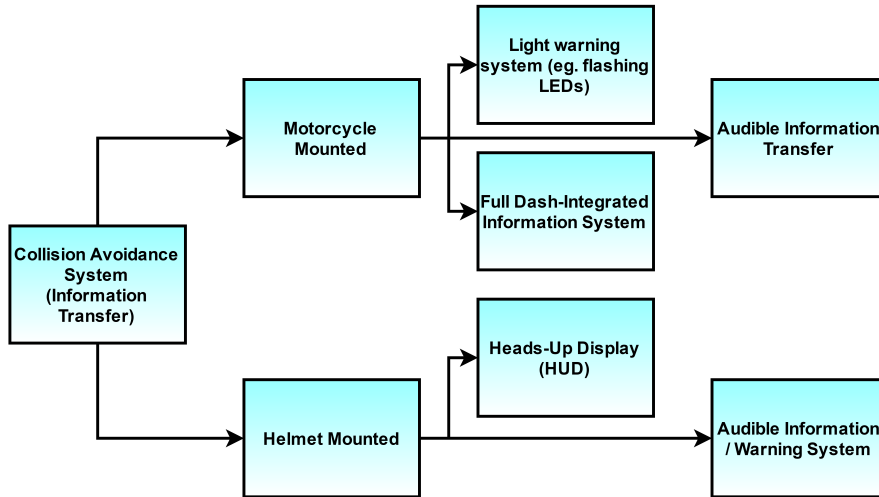 Light warning
system (eg. flashing
LEDs)
Motorcycle
Mounted
Audible Information
Transfer
Full Dash-Integrated
Information System
Collision Avoidance
System
(Information
Transfer)
Heads-Up Display
(HUD)
Helmet Mounted
Audible Information
/ Warning System